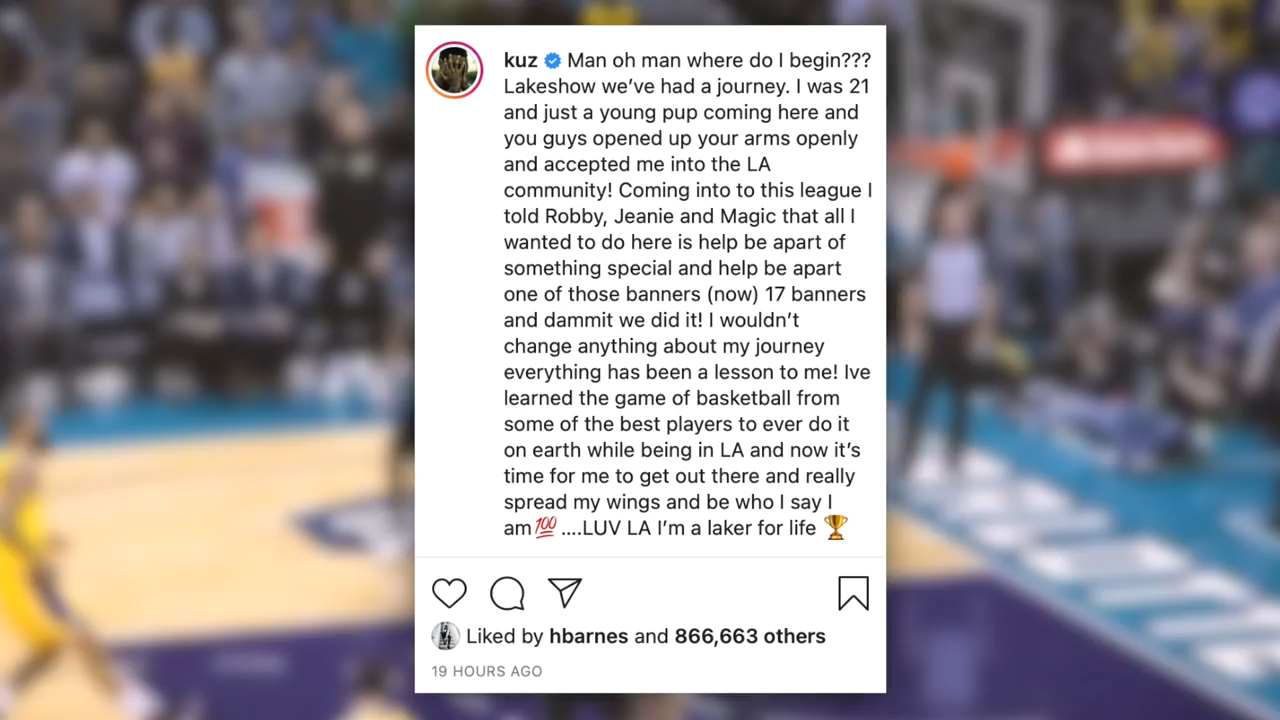 kuz Man oh man where do I begin???
Lakeshow we’ve had a journey. I was 21
and just a young pup coming here and
you guys opened up your arms openly
and accepted me into the LA
community! Coming into to this league I
told Robby, Jeanie and Magic that all I
wanted to do here is help be apart of
something special and help be apart
one of those banners (now) 17 banners
and dammit we did it! I wouldn’t
change anything about my journey
everything has been a lesson to me! Ive
learned the game of basketball from
some of the best players to ever do it
on earth while being in LA and now it’s
time for me to get out there and really
spread my wings and be who I say I
am💯 ....LUV LA I’m a laker for life 🏆
Liked by hbarnes and 866,663 others
19 HOURS AGO